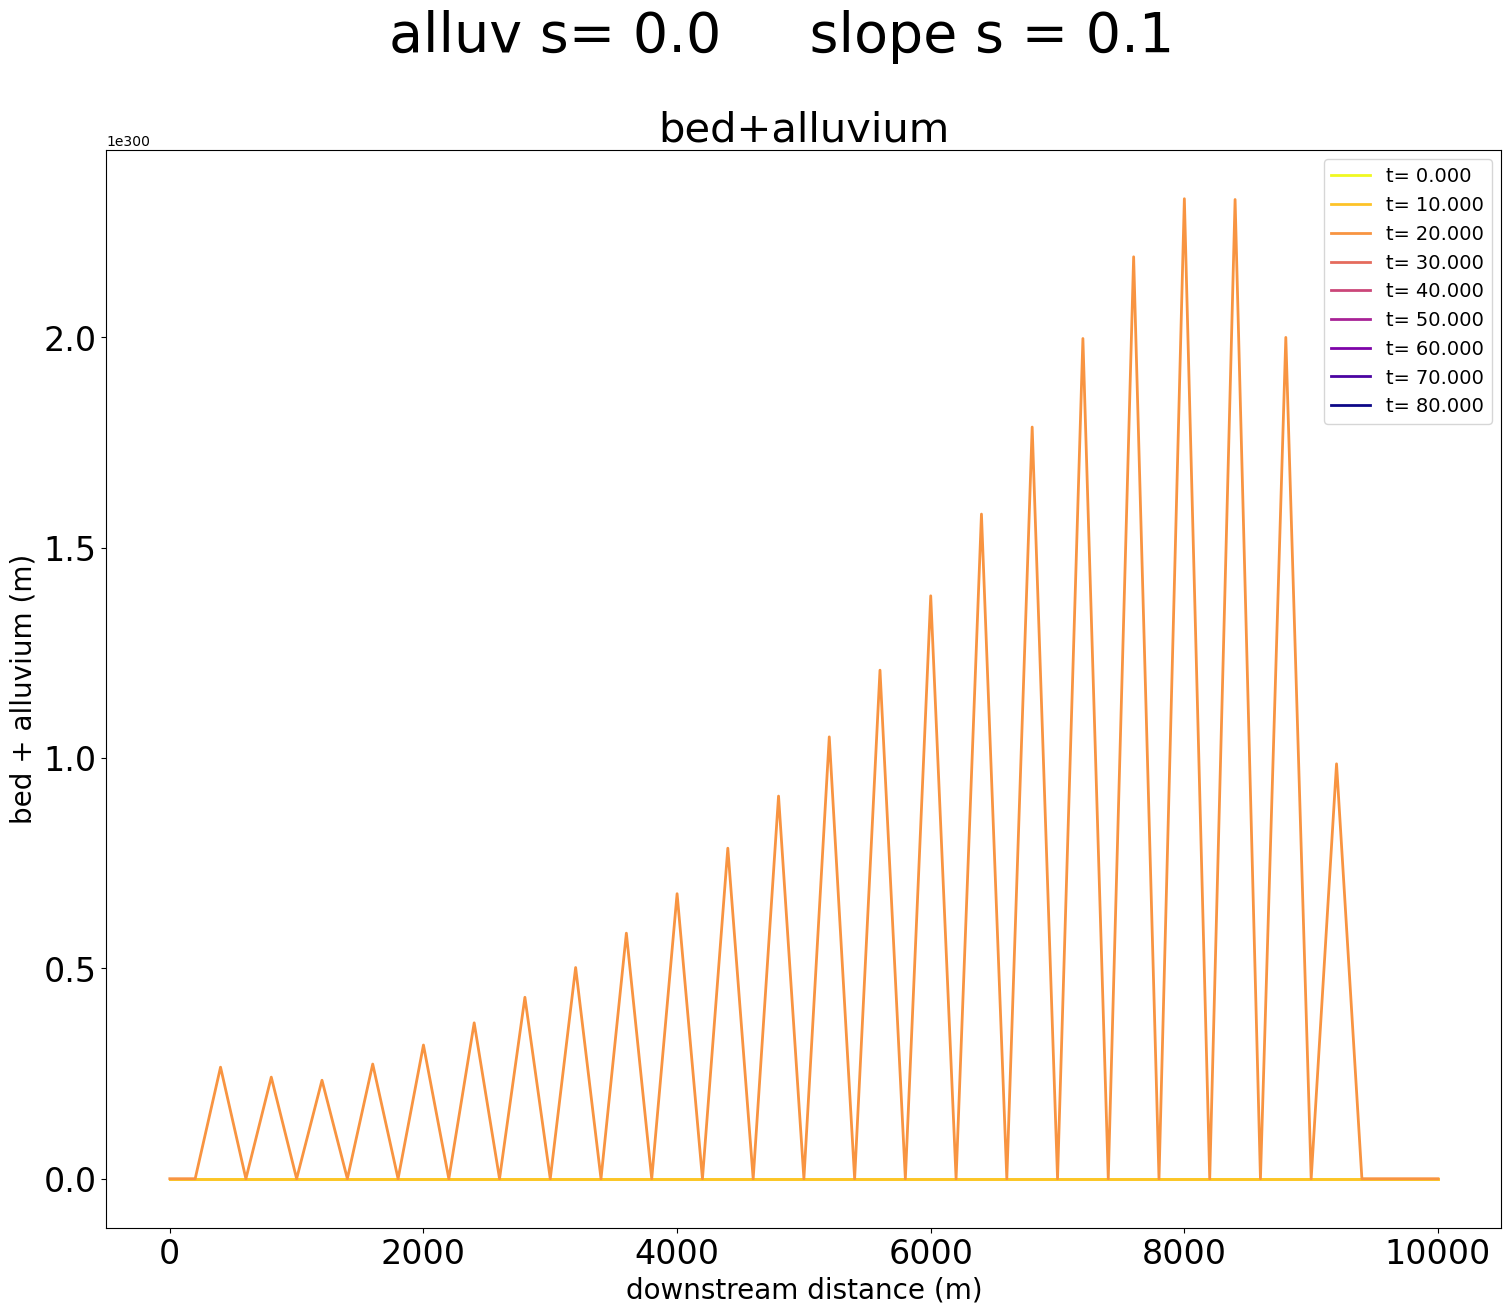 alluv s= 0.0 slope s = 0.1
bed+alluvium
1e300
t= 0.000
t= 10.000
t= 20.000
t= 30.000
t= 40.000
t= 50.000
t= 60.000
t= 70.000
t= 80.000
2.0
1.5
1.0
0.5
0.0
bed + alluvium (m)
0 2000 4000 6000 8000 10000
downstream distance (m)